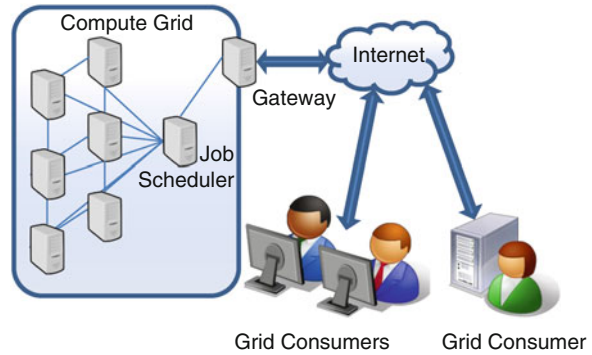 Compute Grid
Internet
Gateway
Job
Scheduler
Grid Consumers
Grid Consumer